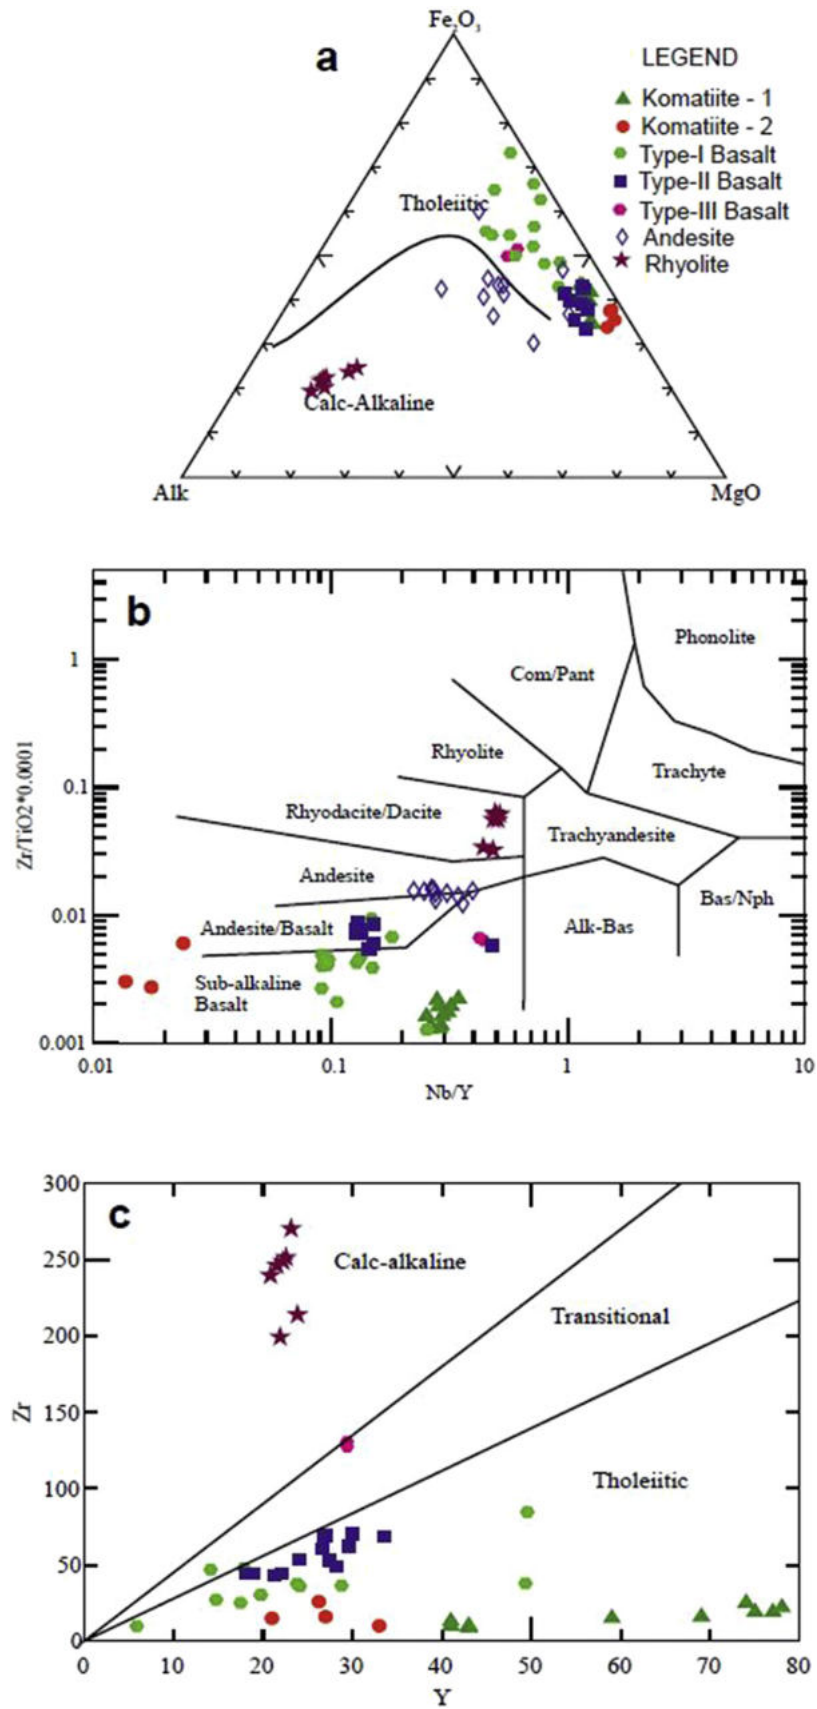 Fe₂O₃
a
LEGEND
Komatiite - 1
Komatiite - 2
Type-I Basalt
Type-II Basalt
Type-III Basalt
Andesite
Rhyolite
Tholeiitic
Calc-Alkaline
Alk
MgO
b
Phonolite
Com/Pant
1
Rhyolite
Trachyte
Zr/TiO2*0.0001
0.1
Rhyodacite/Dacite
Trachyandesite
Andesite
Bas/Nph
0.01
Andesite/Basalt
Alk-Bas
Sub-alkaline
Basalt
0.001
0.01
0.1
1
10
Nb/Y
300
c
250
Calc-alkaline
Transitional
200
Zr
150
100
Tholeiitic
50
0
0 10 20 30 40 50 60 70 80
Y